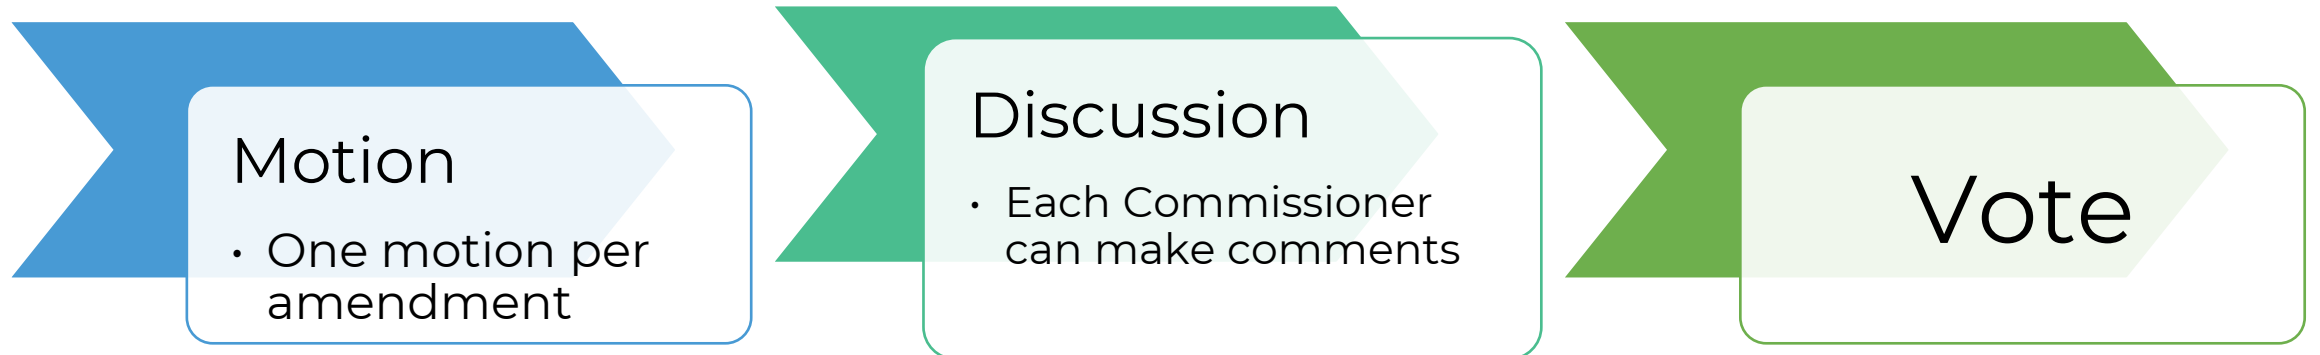 Motion
• One motion per
amendment
Discussion
• Each Commissioner
can make comments
Vote